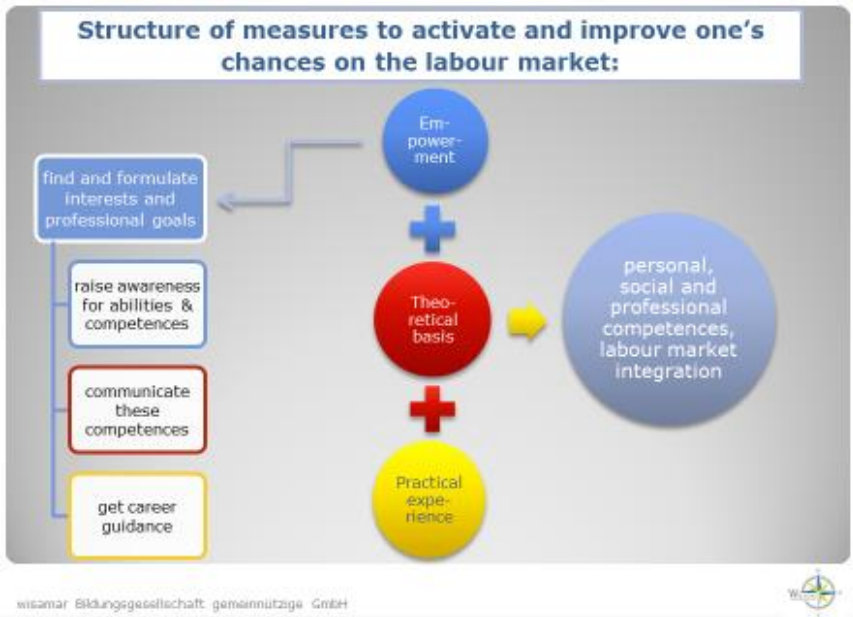 Structure of measures to activate and improve one's
chances on the labour market:
Em-
power-
ment
find and formulate
interests and
professional goals
raise awareness
for abilities &
competences
communicate
these
competences
get career
guidance
Theo-
retical
basis
Practical
expe-
rience
personal,
social and
professional
competences,
labour market
integration
wisamar Bildungsgesellschaft gemeinnützige GmbH